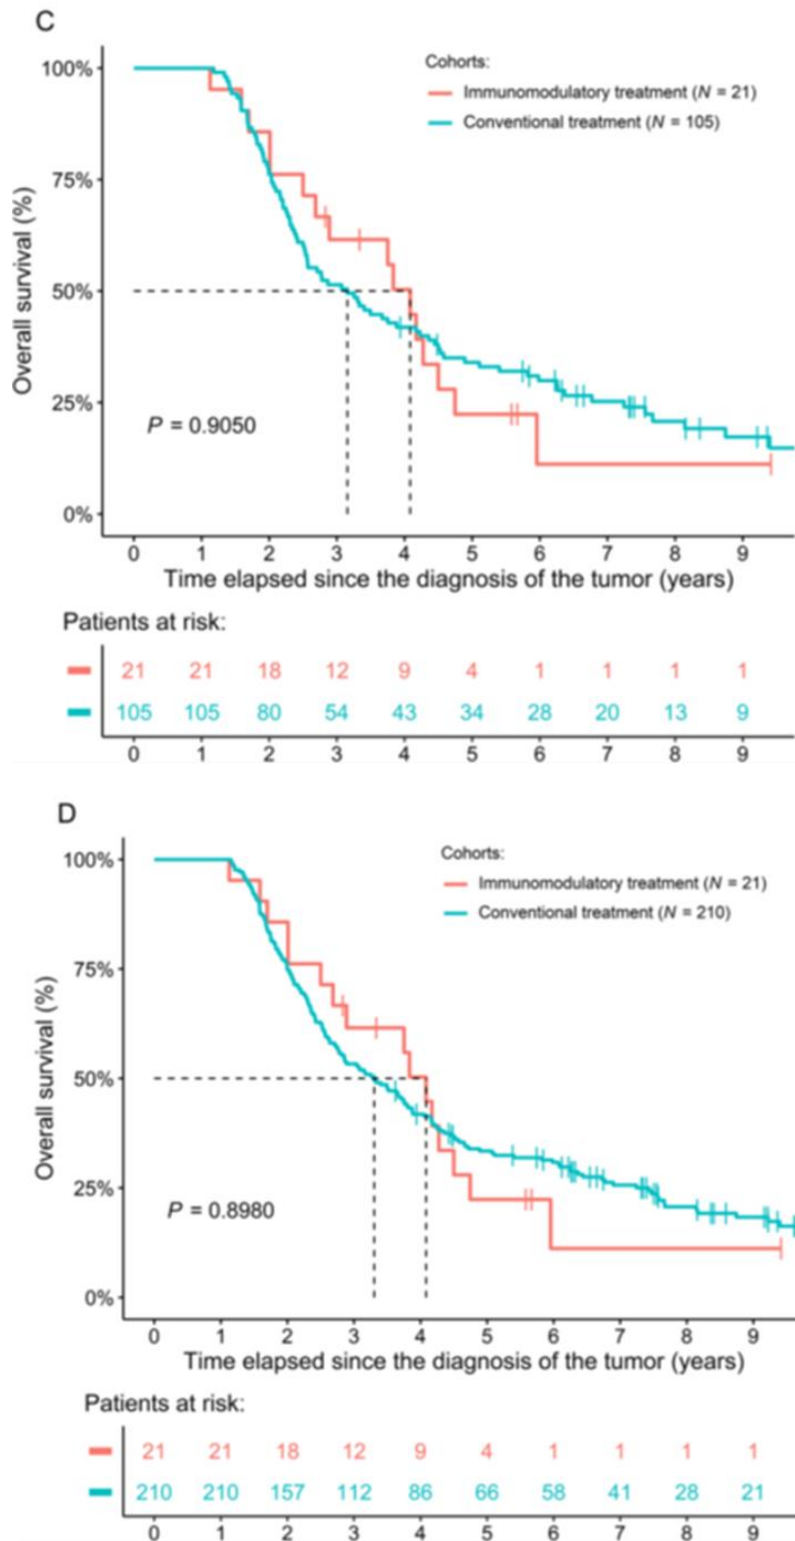 C
Cohorts:
Immunomodulatory treatment (N = 21)
Conventional treatment (N = 105)
Overall survival (%)
100%
75%
50%
25%
0%
P = 0.9050
0 1 2 3 4 5 6 7 8 9
Time elapsed since the diagnosis of the tumor (years)
Patients at risk:
21 21 18 12 9 4 1 1 1 1
105 105 80 54 43 34 28 20 13 9
0 1 2 3 4 5 6 7 8 9
D
Cohorts:
Immunomodulatory treatment (N = 21)
Conventional treatment (N = 210)
Overall survival (%)
100%
75%
50%
25%
0%
P = 0.8980
0 1 2 3 4 5 6 7 8 9
Time elapsed since the diagnosis of the tumor (years)
Patients at risk:
21 21 18 12 9 4 1 1 1 1
210 210 157 112 86 66 58 41 28 21
0 1 2 3 4 5 6 7 8 9